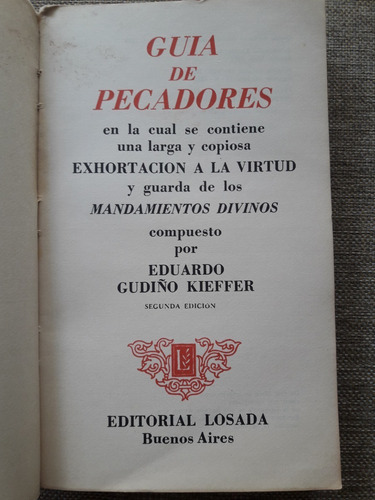 GUIA
DE
PECADORES
en la cual se contiene
una larga y copiosa
EXHORTACION A LA VIRTUD
y guarda de los
MANDAMIENTOS DIVINOS
compuesto
por
EDUARDO
GUDIÑO KIEFFER
SEGUNDA EDICIÓN
L
EDITORIAL LOSADA
Buenos Aires